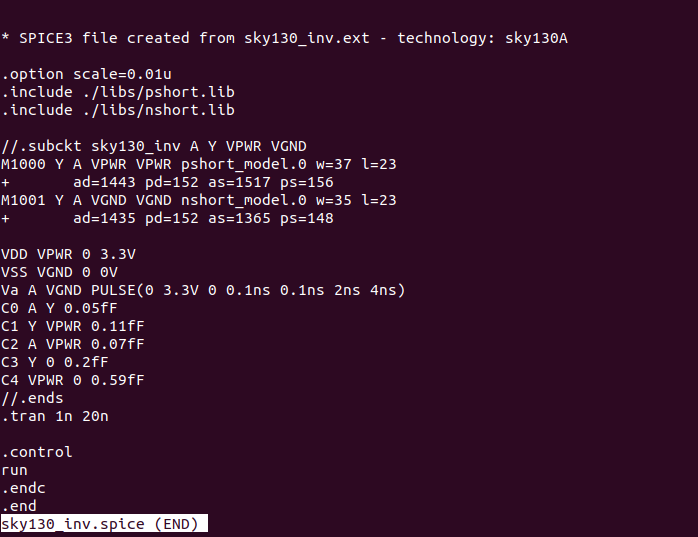 * SPICE3 file created from sky130_inv.ext - technology: sky130A
.option scale=0.01u
.include ./libs/pshort.lib
.include ./libs/nshort.lib
//.subckt sky130_inv A Y VPWR VGND
M1000 Y A VPWR VPWR pshort_model.0 w=37 l=23
+ ad=1443 pd=152 as=1517 ps=156
M1001 Y A VGND VGND nshort_model.0 w=35 l=23
+ ad=1435 pd=152 as=1365 ps=148
VDD VPWR 0 3.3V
VSS VGND 0 0V
Va A VGND PULSE(0 3.3V 0 0.1ns 0.1ns 2ns 4ns)
C0 A Y 0.05fF
C1 Y VPWR 0.11fF
C2 A VPWR 0.07fF
C3 Y 0 0.2fF
C4 VPWR 0 0.59fF
//.ends
.tran 1n 20n
.control
run
.endc
.end
sky130_inv.spice (END)